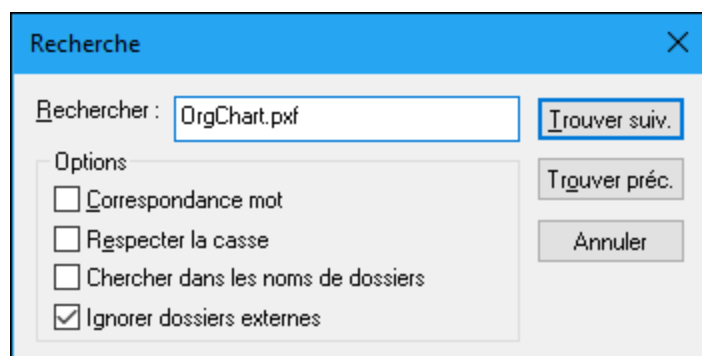 Recherche
Rechercher : OrgChart.pxf
Trouver suiv.
Options
Trouver préc.
Correspondance mot
Respecter la casse
Annuler
Chercher dans les noms de dossiers
Ignorer dossiers externes